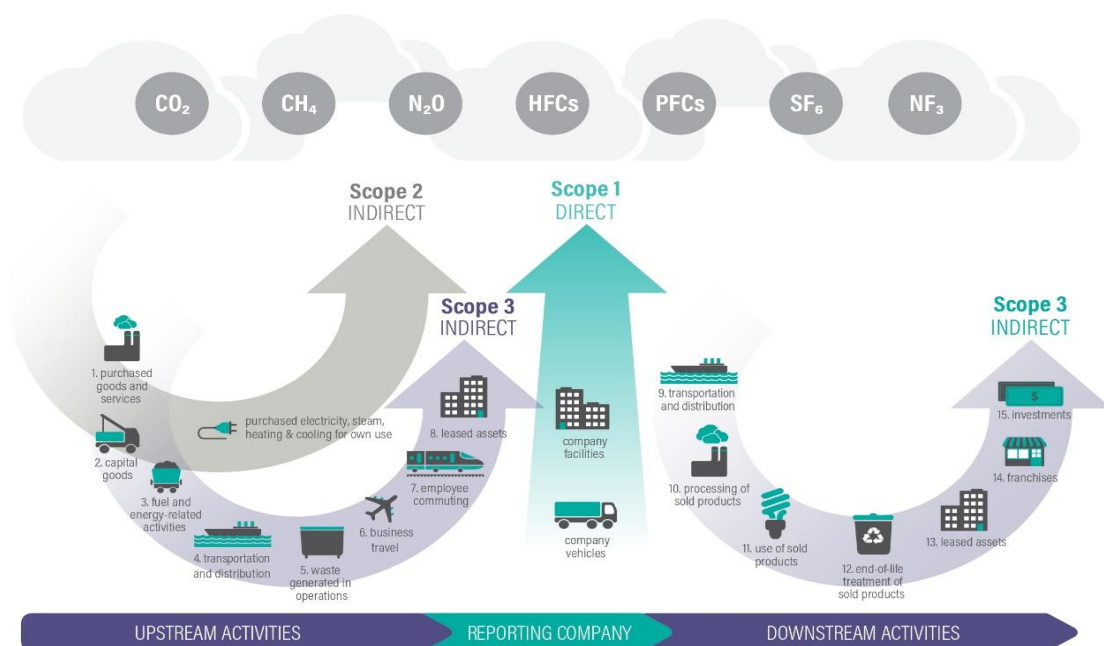 CO₂
CH₄
N₂O
HFCs
PFCs
SF₆
NF₃
Scope 2
INDIRECT
Scope 1
DIRECT
Scope 3
INDIRECT
Scope 3
INDIRECT
1. purchased
goods and
services
2. capital
goods
3. fuel and
energy-related
activities
purchased electricity, steam,
heating & cooling for own use
4. transportation
and distribution
5. waste
generated in
operations
6. business
travel
7. employee
commuting
8. leased assets
company
facilities
company
vehicles
9. transportation
and distribution
10. processing of
sold products
11. use of sold
products
12. end-of-life
treatment of
sold products
13. leased assets
14. franchises
15. investments
$
UPSTREAM ACTIVITIES
REPORTING COMPANY
DOWNSTREAM ACTIVITIES